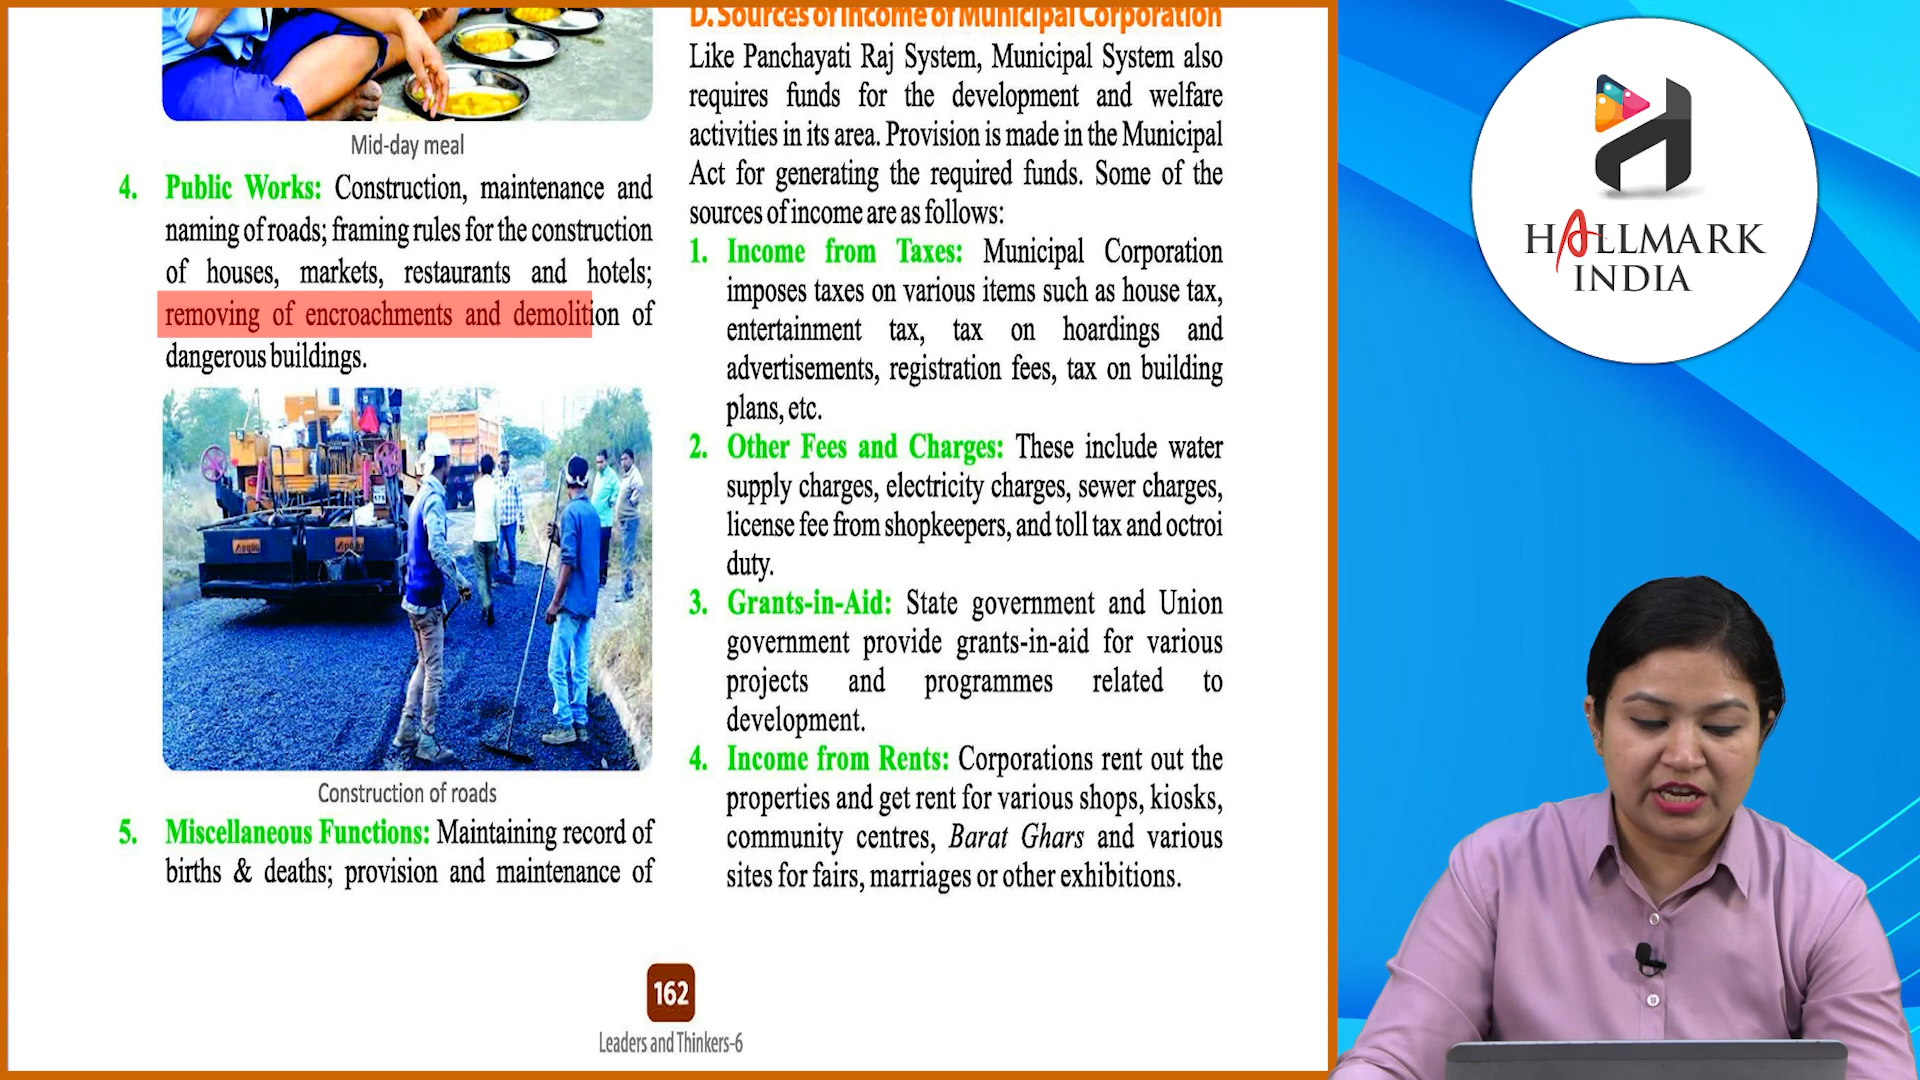 Mid-day meal
4. Public Works: Construction, maintenance and
naming of roads; framing rules for the construction
of houses, markets, restaurants and hotels;
removing of encroachments and demolition of
dangerous buildings.
Construction of roads
5. Miscellaneous Functions: Maintaining record of
births & deaths; provision and maintenance of
D. Sources of Income of Municipal Corporation
Like Panchayati Raj System, Municipal System also
requires funds for the development and welfare
activities in its area. Provision is made in the Municipal
Act for generating the required funds. Some of the
sources of income are as follows:
1. Income from Taxes: Municipal Corporation
imposes taxes on various items such as house tax,
entertainment tax, tax on hoardings and
advertisements, registration fees, tax on building
plans, etc.
2. Other Fees and Charges: These include water
supply charges, electricity charges, sewer charges,
license fee from shopkeepers, and toll tax and octroi
duty.
3. Grants-in-Aid: State government and Union
government provide grants-in-aid for various
projects and programmes related to
development.
4. Income from Rents: Corporations rent out the
properties and get rent for various shops, kiosks,
community centres, Barat Ghars and various
sites for fairs, marriages or other exhibitions.
162
Leaders and Thinkers-6
HALLMARK
INDIA